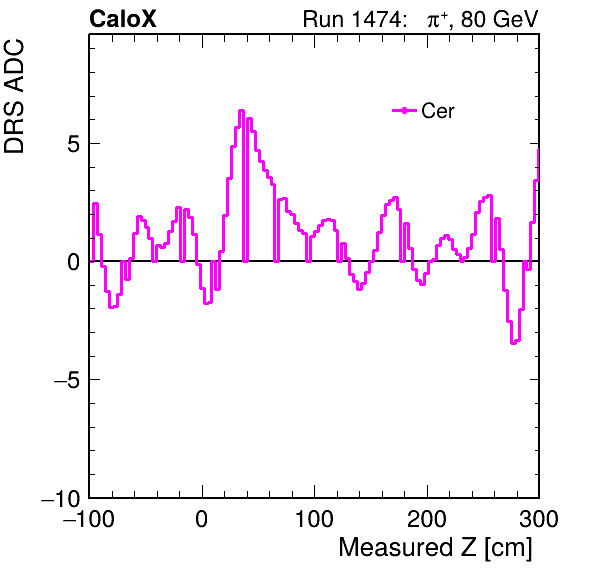 CaloX Run 1474: π⁺, 80 GeV
DRS ADC
Cer
5
0
−5
−10
−100 0 100 200 300
Measured Z [cm]